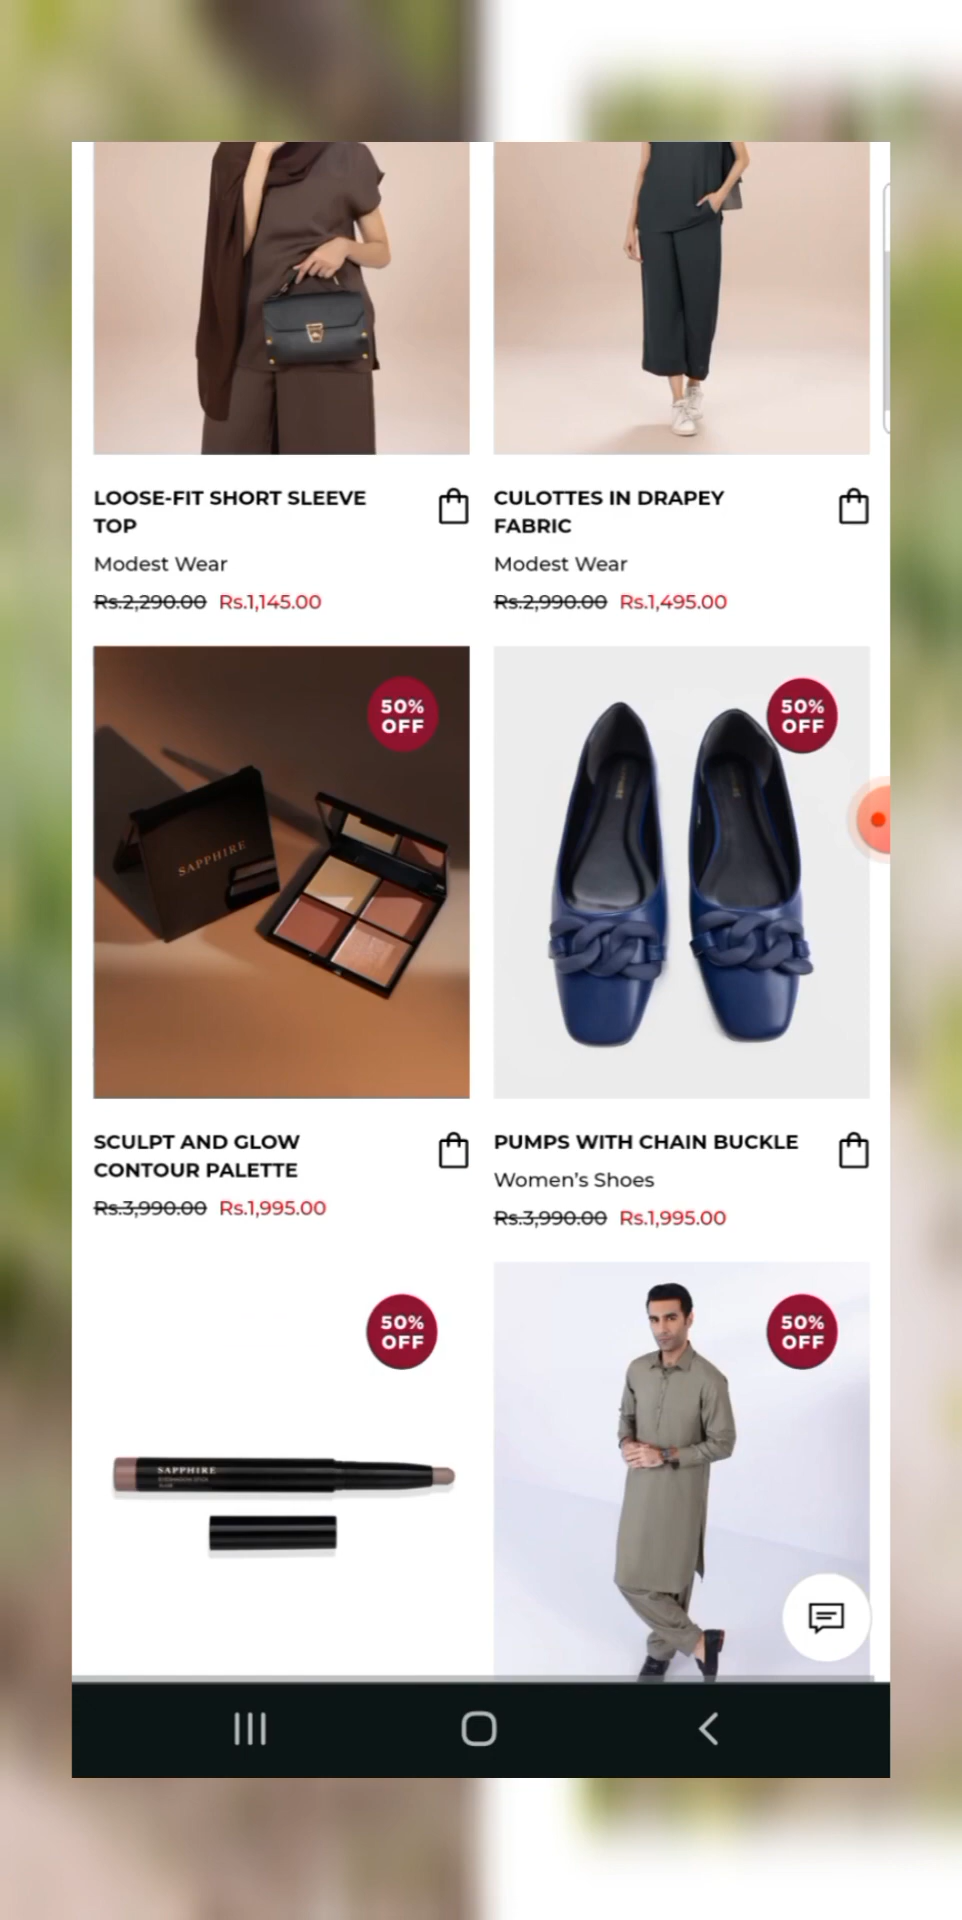 LOOSE-FIT SHORT SLEEVE
TOP
Modest Wear
Rs.2,290.00 Rs.1,145.00
CULOTTES IN DRAPEY
FABRIC
Modest Wear
Rs.2,990.00 Rs.1,495.00
50%
OFF
SAPPHIRE
50%
OFF
SCULPT AND GLOW
CONTOUR PALETTE
Rs.3,990.00 Rs.1,995.00
PUMPS WITH CHAIN BUCKLE
Women's Shoes
Rs.3,990.00 Rs.1,995.00
50%
OFF
SAPPHIRE
50%
OFF